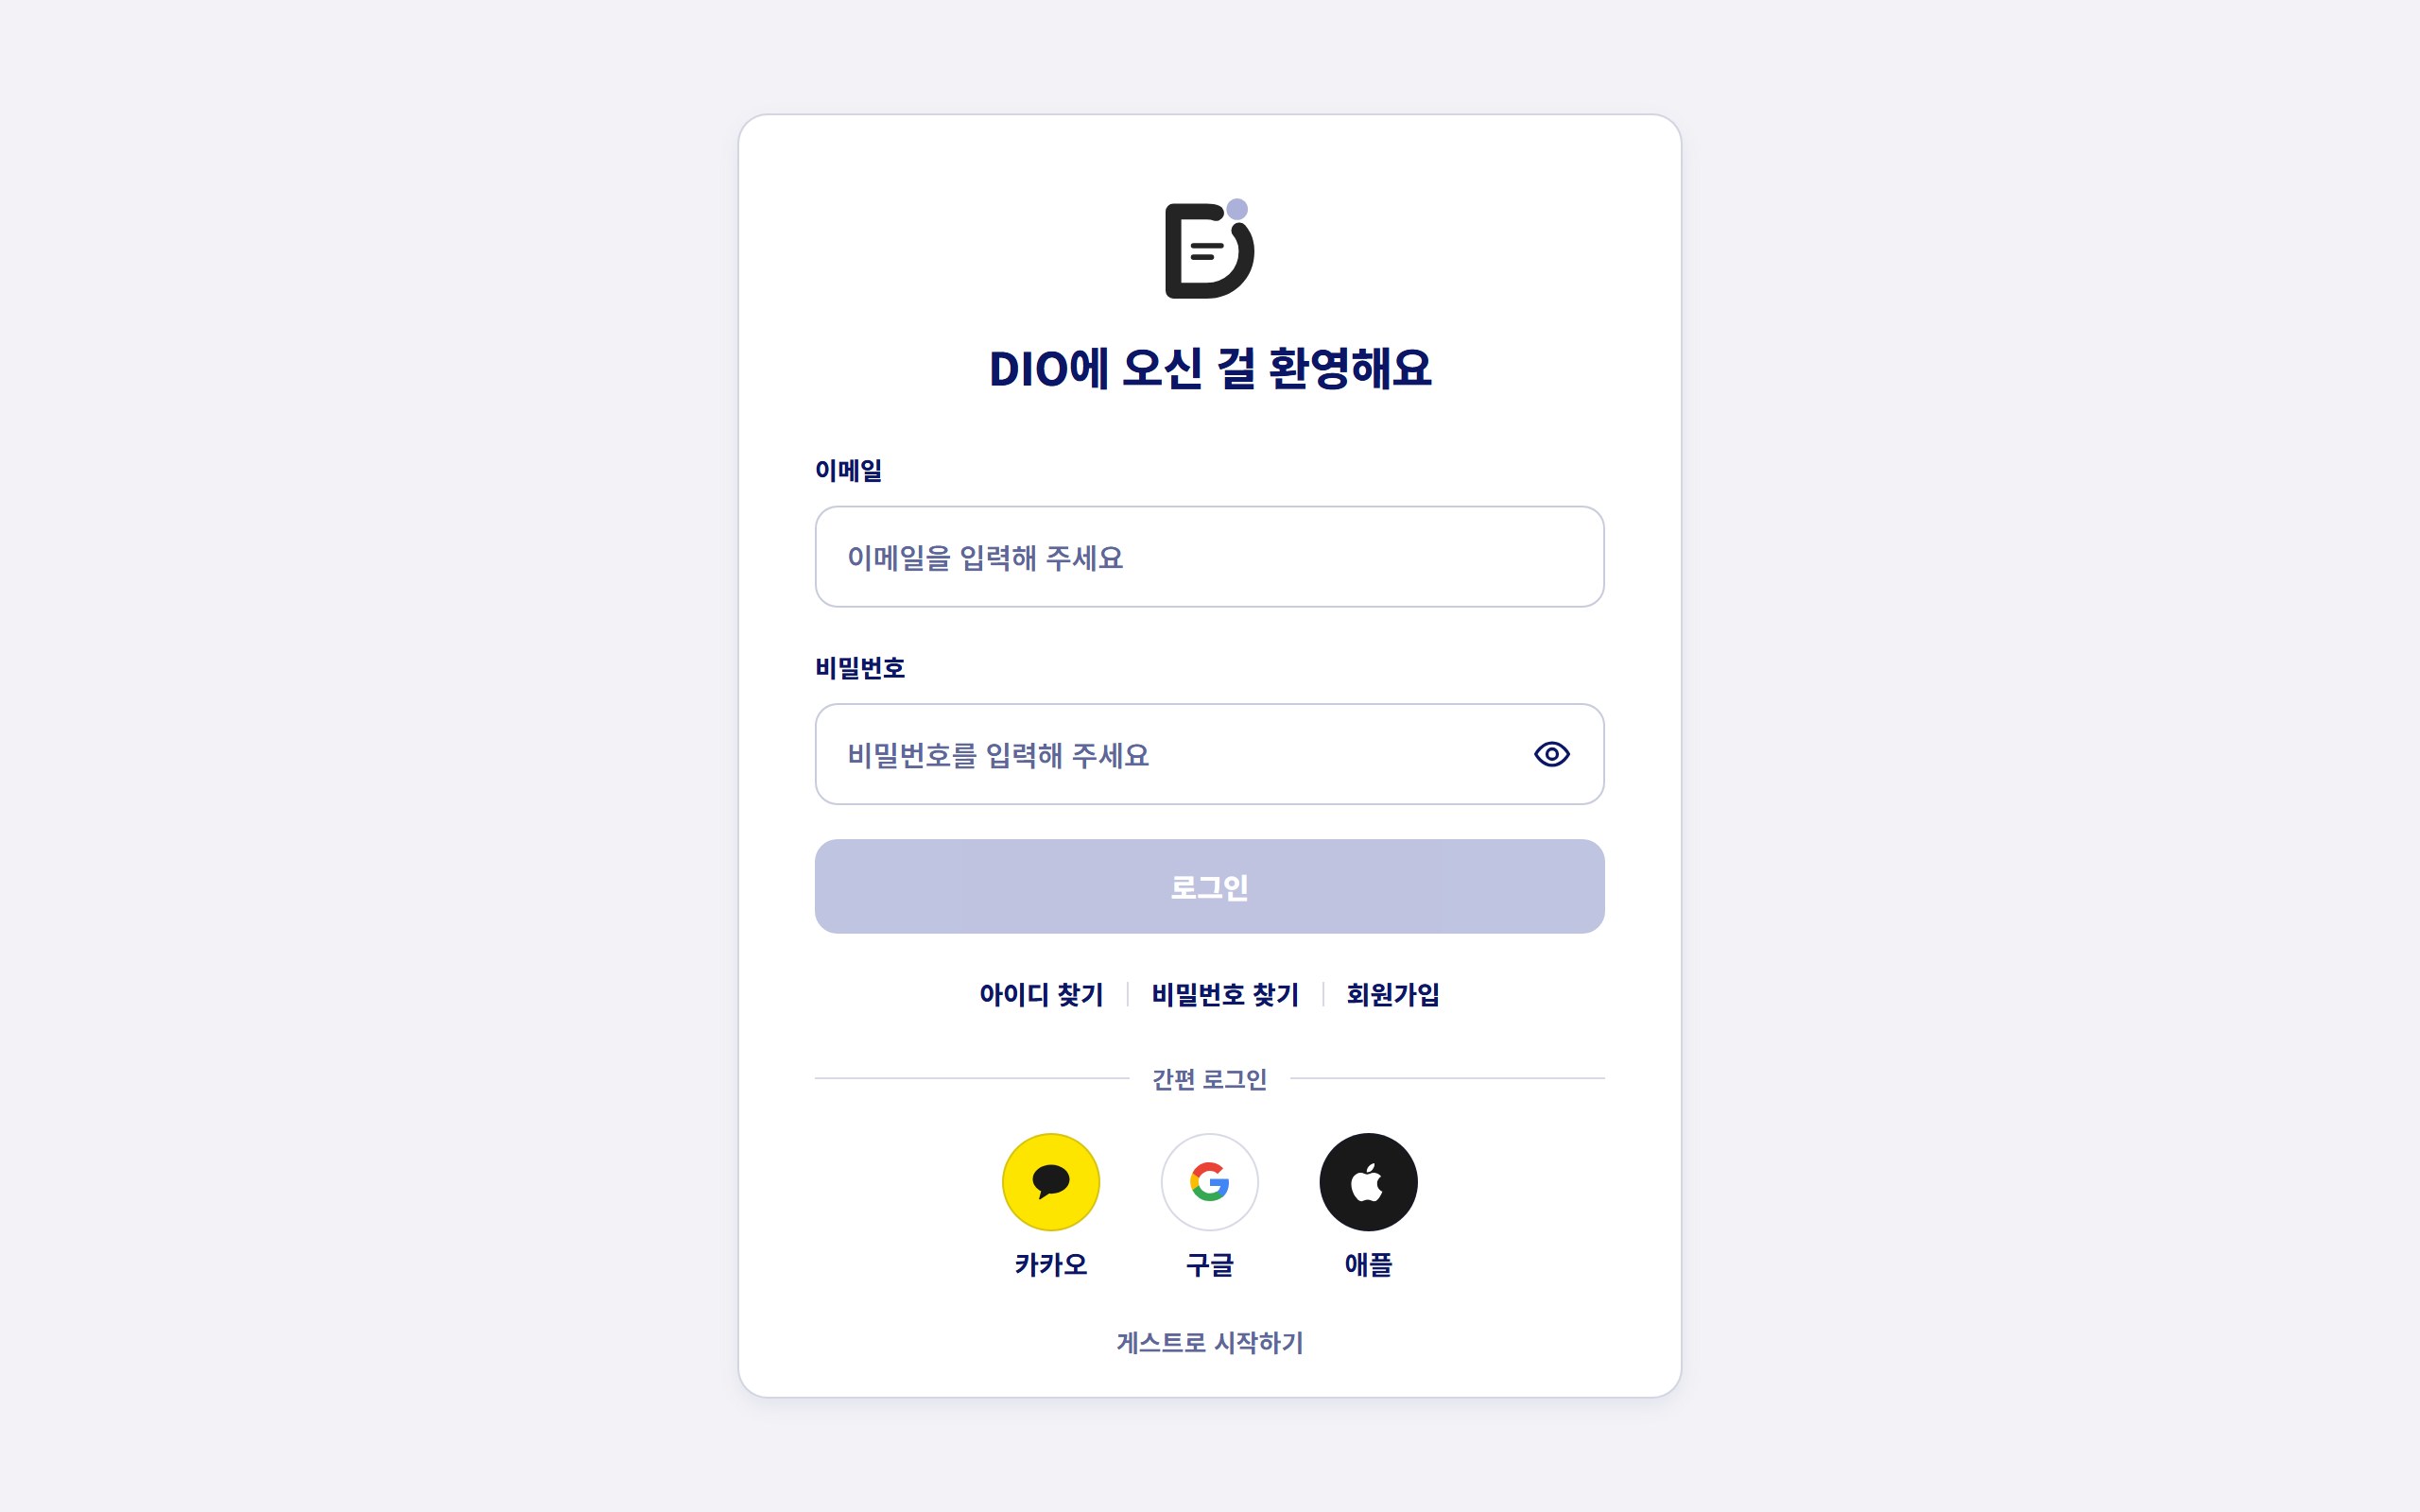 DIO에 오신 걸 환영해요
이메일
이메일을 입력해 주세요
비밀번호
비밀번호를 입력해 주세요
로그인
아이디 찾기 비밀번호 찾기 회원가입
간편 로그인
카카오 구글 애플
게스트로 시작하기